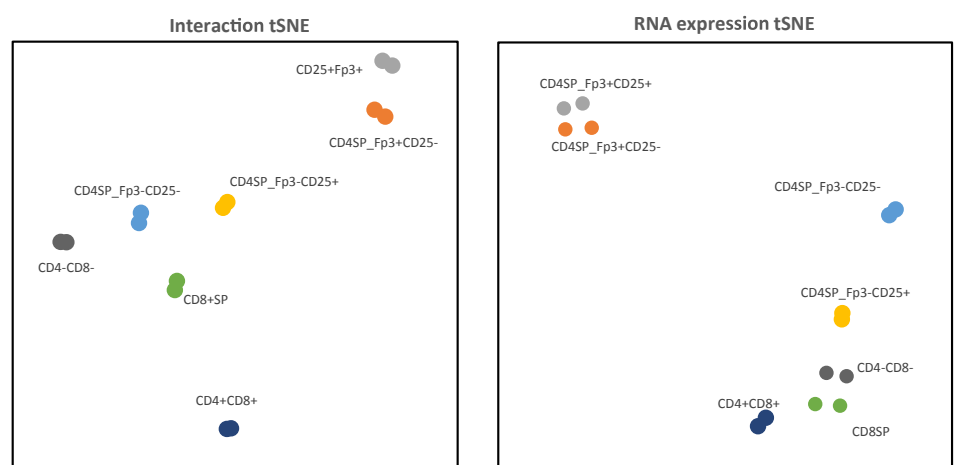 Interaction tSNE
CD25+Fp3+
CD4SP_Fp3+CD25-
CD4SP_Fp3-CD25+
CD4SP_Fp3-CD25-
CD4-CD8-
CD8+SP
CD4+CD8+
RNA expression tSNE
CD4SP_Fp3+CD25+
CD4SP_Fp3+CD25-
CD4SP_Fp3-CD25-
CD4SP_Fp3-CD25+
CD4-CD8-
CD4+CD8+
CD8SP